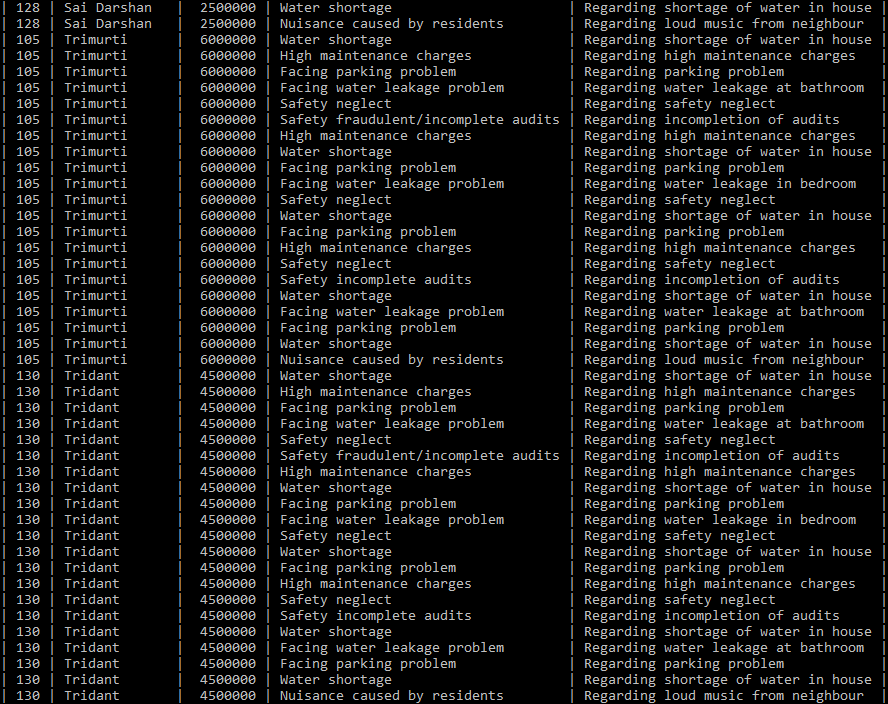 | 128 | Sai Darshan | 2500000 | Water shortage | Regarding shortage of water in house |
| 128 | Sai Darshan | 2500000 | Nuisance caused by residents | Regarding loud music from neighbour |
| 105 | Trimurti | 6000000 | Water shortage | Regarding shortage of water in house |
| 105 | Trimurti | 6000000 | High maintenance charges | Regarding high maintenance charges |
| 105 | Trimurti | 6000000 | Facing parking problem | Regarding parking problem |
| 105 | Trimurti | 6000000 | Facing water leakage problem | Regarding water leakage at bathroom |
| 105 | Trimurti | 6000000 | Safety neglect | Regarding safety neglect |
| 105 | Trimurti | 6000000 | Safety fraudulent/incomplete audits | Regarding incompletion of audits |
| 105 | Trimurti | 6000000 | High maintenance charges | Regarding high maintenance charges |
| 105 | Trimurti | 6000000 | Water shortage | Regarding shortage of water in house |
| 105 | Trimurti | 6000000 | Facing parking problem | Regarding parking problem |
| 105 | Trimurti | 6000000 | Facing water leakage problem | Regarding water leakage in bedroom |
| 105 | Trimurti | 6000000 | Safety neglect | Regarding safety neglect |
| 105 | Trimurti | 6000000 | Water shortage | Regarding shortage of water in house |
| 105 | Trimurti | 6000000 | Facing parking problem | Regarding parking problem |
| 105 | Trimurti | 6000000 | High maintenance charges | Regarding high maintenance charges |
| 105 | Trimurti | 6000000 | Safety neglect | Regarding safety neglect |
| 105 | Trimurti | 6000000 | Safety incomplete audits | Regarding incompletion of audits |
| 105 | Trimurti | 6000000 | Water shortage | Regarding shortage of water in house |
| 105 | Trimurti | 6000000 | Facing water leakage problem | Regarding water leakage at bathroom |
| 105 | Trimurti | 6000000 | Facing parking problem | Regarding parking problem |
| 105 | Trimurti | 6000000 | Water shortage | Regarding shortage of water in house |
| 105 | Trimurti | 6000000 | Nuisance caused by residents | Regarding loud music from neighbour |
| 130 | Tridant | 4500000 | Water shortage | Regarding shortage of water in house |
| 130 | Tridant | 4500000 | High maintenance charges | Regarding high maintenance charges |
| 130 | Tridant | 4500000 | Facing parking problem | Regarding parking problem |
| 130 | Tridant | 4500000 | Facing water leakage problem | Regarding water leakage at bathroom |
| 130 | Tridant | 4500000 | Safety neglect | Regarding safety neglect |
| 130 | Tridant | 4500000 | Safety fraudulent/incomplete audits | Regarding incompletion of audits |
| 130 | Tridant | 4500000 | High maintenance charges | Regarding high maintenance charges |
| 130 | Tridant | 4500000 | Water shortage | Regarding shortage of water in house |
| 130 | Tridant | 4500000 | Facing parking problem | Regarding parking problem |
| 130 | Tridant | 4500000 | Facing water leakage problem | Regarding water leakage in bedroom |
| 130 | Tridant | 4500000 | Safety neglect | Regarding safety neglect |
| 130 | Tridant | 4500000 | Water shortage | Regarding shortage of water in house |
| 130 | Tridant | 4500000 | Facing parking problem | Regarding parking problem |
| 130 | Tridant | 4500000 | High maintenance charges | Regarding high maintenance charges |
| 130 | Tridant | 4500000 | Safety neglect | Regarding safety neglect |
| 130 | Tridant | 4500000 | Safety incomplete audits | Regarding incompletion of audits |
| 130 | Tridant | 4500000 | Water shortage | Regarding shortage of water in house |
| 130 | Tridant | 4500000 | Facing water leakage problem | Regarding water leakage at bathroom |
| 130 | Tridant | 4500000 | Facing parking problem | Regarding parking problem |
| 130 | Tridant | 4500000 | Water shortage | Regarding shortage of water in house |
| 130 | Tridant | 4500000 | Nuisance caused by residents | Regarding loud music from neighbour |